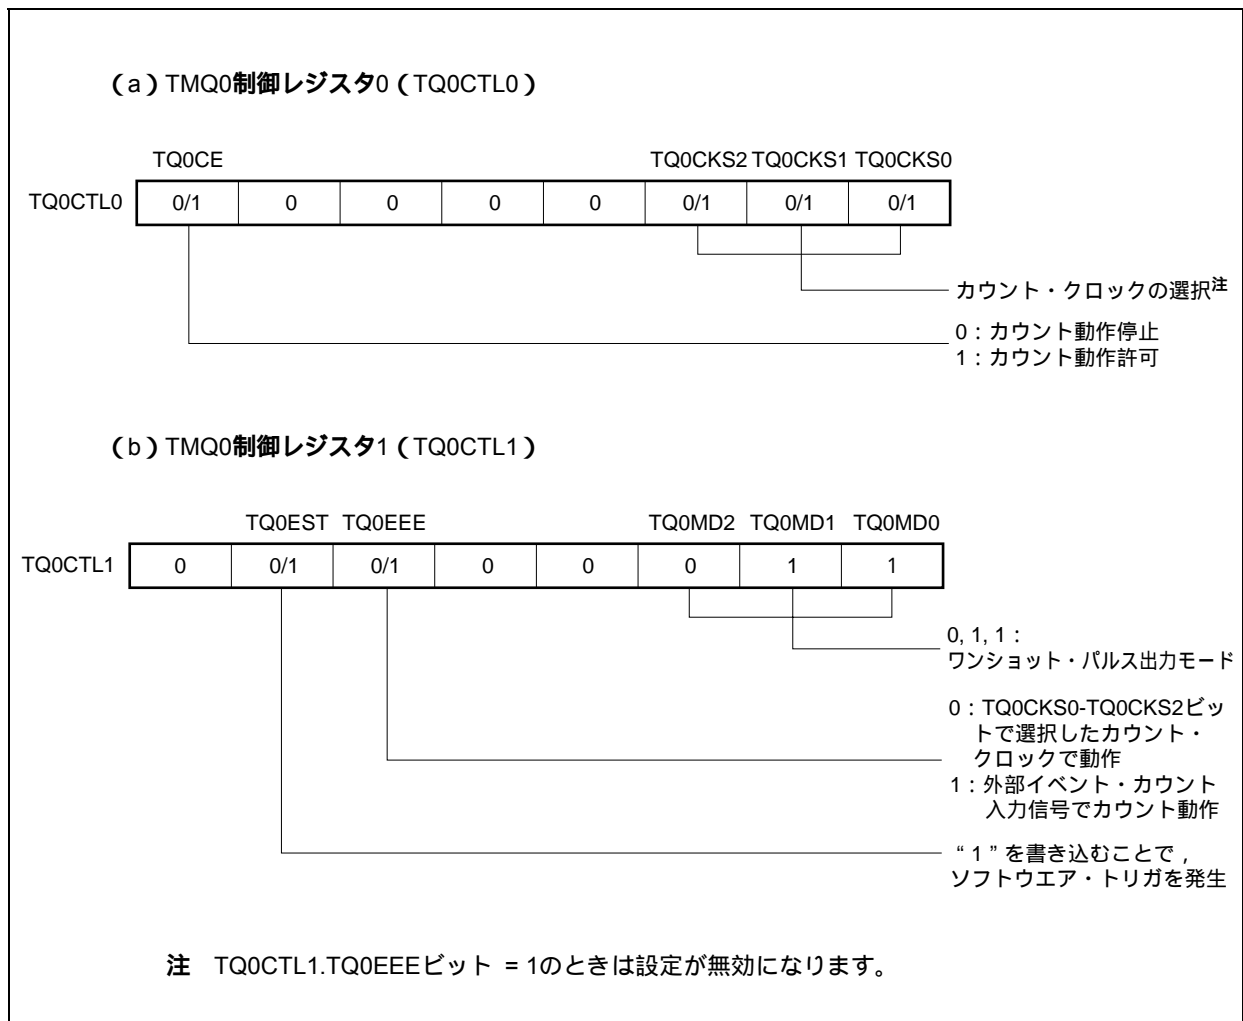 （a）TMQ0制御レジスタ0（TQ0CTL0）
TQ0CE TQ0CKS2 TQ0CKS1 TQ0CKS0
TQ0CTL0 0/1 0 0 0 0 0/1 0/1 0/1
カウント・クロックの選択注
0：カウント動作停止
1：カウント動作許可
（b）TMQ0制御レジスタ1（TQ0CTL1）
TQ0EST TQ0EEE TQ0MD2 TQ0MD1 TQ0MD0
TQ0CTL1 0 0/1 0/1 0 0 0 1 1
0, 1, 1：
ワンショット・パルス出力モード
0：TQ0CKS0-TQ0CKS2ビッ
トで選択したカウント・
クロックで動作
1：外部イベント・カウント
入力信号でカウント動作
“1”を書き込むことで，
ソフトウエア・トリガを発生
注 TQ0CTL1.TQ0EEEビット = 1のときは設定が無効になります。